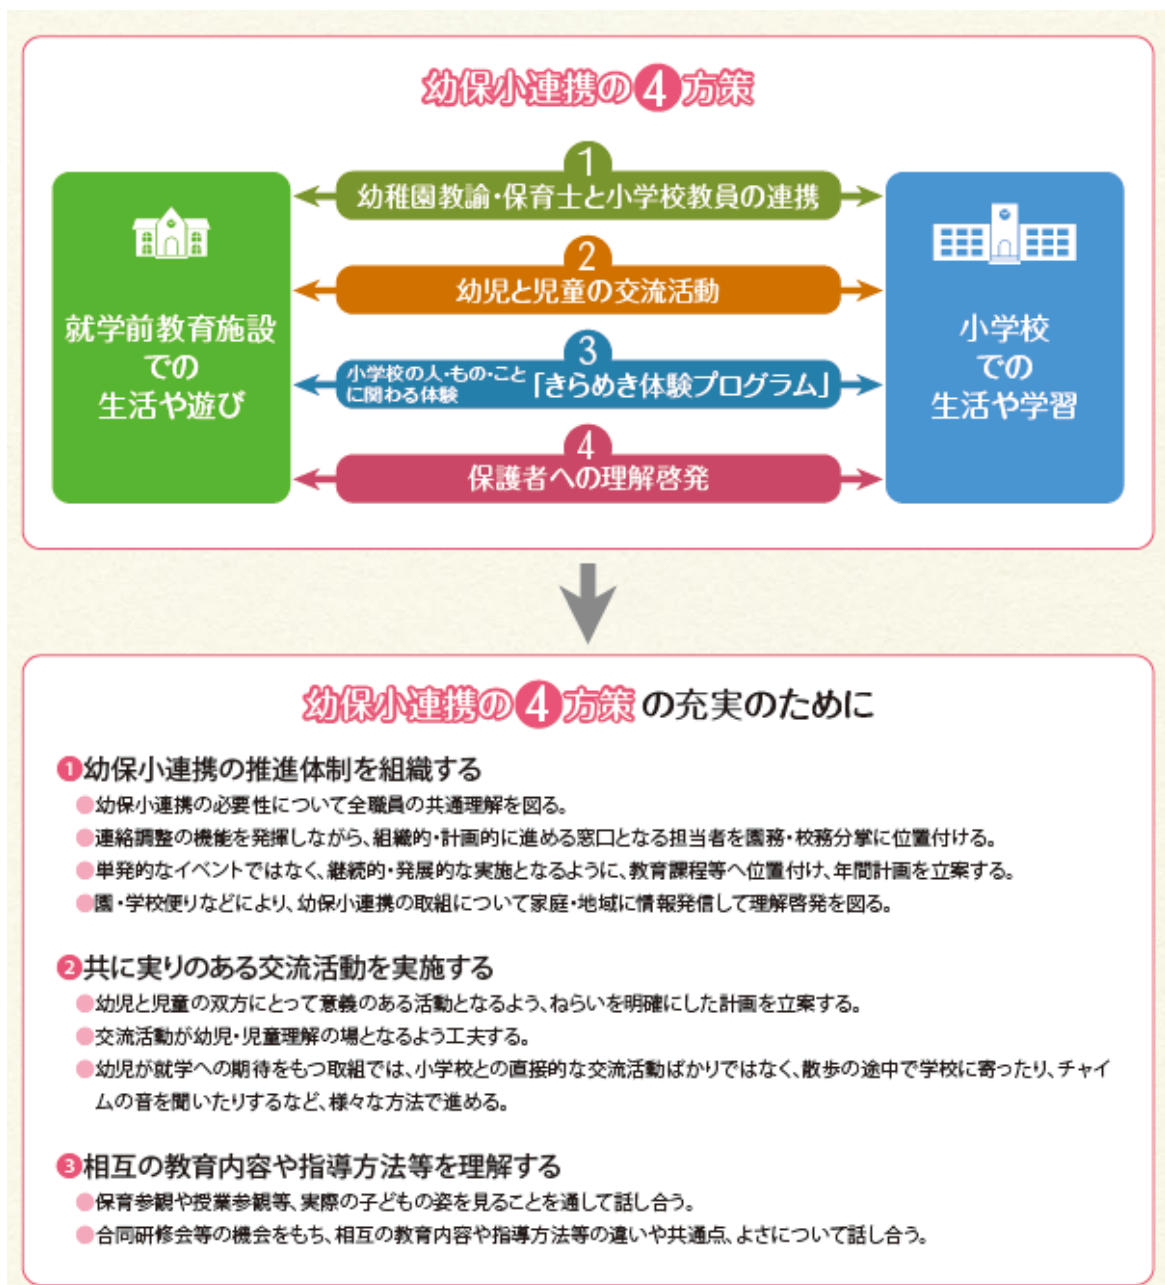 幼保小連携の4方策
1
幼稚園教諭・保育士と小学校教員の連携
2
幼児と児童の交流活動
3
小学校の人・もの・こと
に関わる体験
「きらめき体験プログラム」
4
保護者への理解啓発
就学前教育施設
での
生活や遊び
小学校
での
生活や学習
幼保小連携の4方策の充実のために
❶幼保小連携の推進体制を組織する
●幼保小連携の必要性について全職員の共通理解を図る。
●連絡調整の機能を発揮しながら、組織的・計画的に進める窓口となる担当者を園務・校務分掌に位置付ける。
●単発的なイベントではなく、継続的・発展的な実施となるように、教育課程等へ位置付け、年間計画を立案する。
●園・学校便りなどにより、幼保小連携の取組について家庭・地域に情報発信して理解啓発を図る。
❷共に実りのある交流活動を実施する
●幼児と児童の双方にとって意義のある活動となるよう、ねらいを明確にした計画を立案する。
●交流活動が幼児・児童理解の場となるよう工夫する。
●幼児が就学への期待をもつ取組では、小学校との直接的な交流活動ばかりではなく、散歩の途中で学校に寄ったり、チャイ
ムの音を聞いたりするなど、様々な方法で進める。
❸相互の教育内容や指導方法等を理解する
●保育参観や授業参観等、実際の子どもの姿を見ることを通して話し合う。
●合同研修会等の機会をもち、相互の教育内容や指導方法等の違いや共通点、よさについて話し合う。